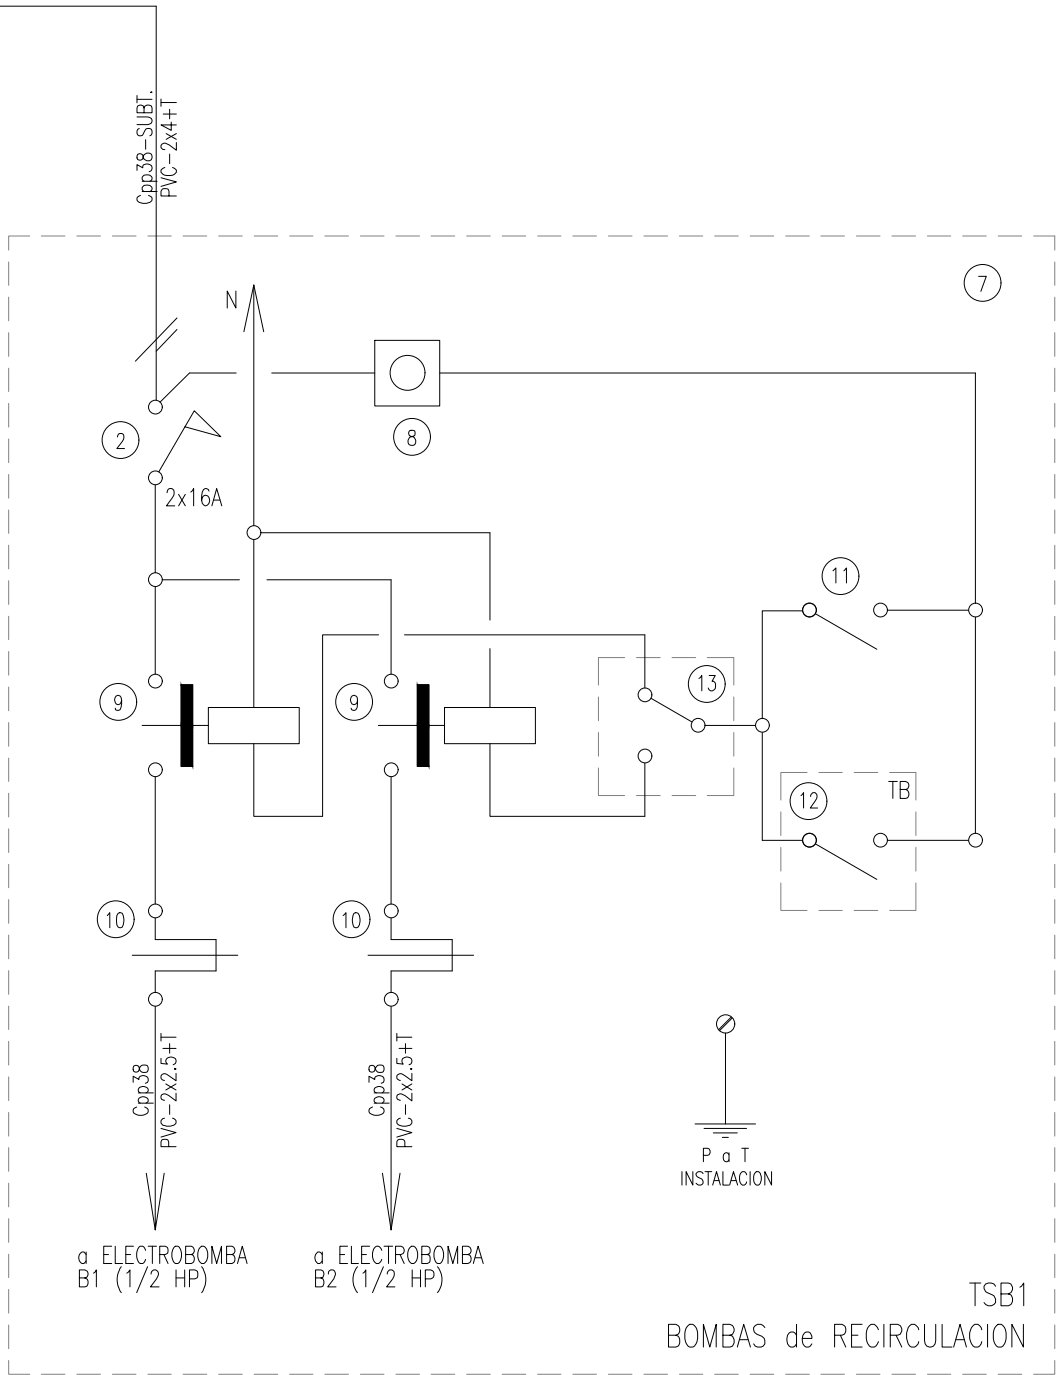 Cpp38-SUBT.
PVC-2x4+T
7
N
2
8
2x16A
11
9
9
13
12
TB
10
10
Cpp38
PVC-2x2.5+T
Cpp38
PVC-2x2.5+T
P a T
INSTALACION
a ELECTROBOMBA
B1 (1/2 HP)
a ELECTROBOMBA
B2 (1/2 HP)
TSB1
BOMBAS de RECIRCULACION